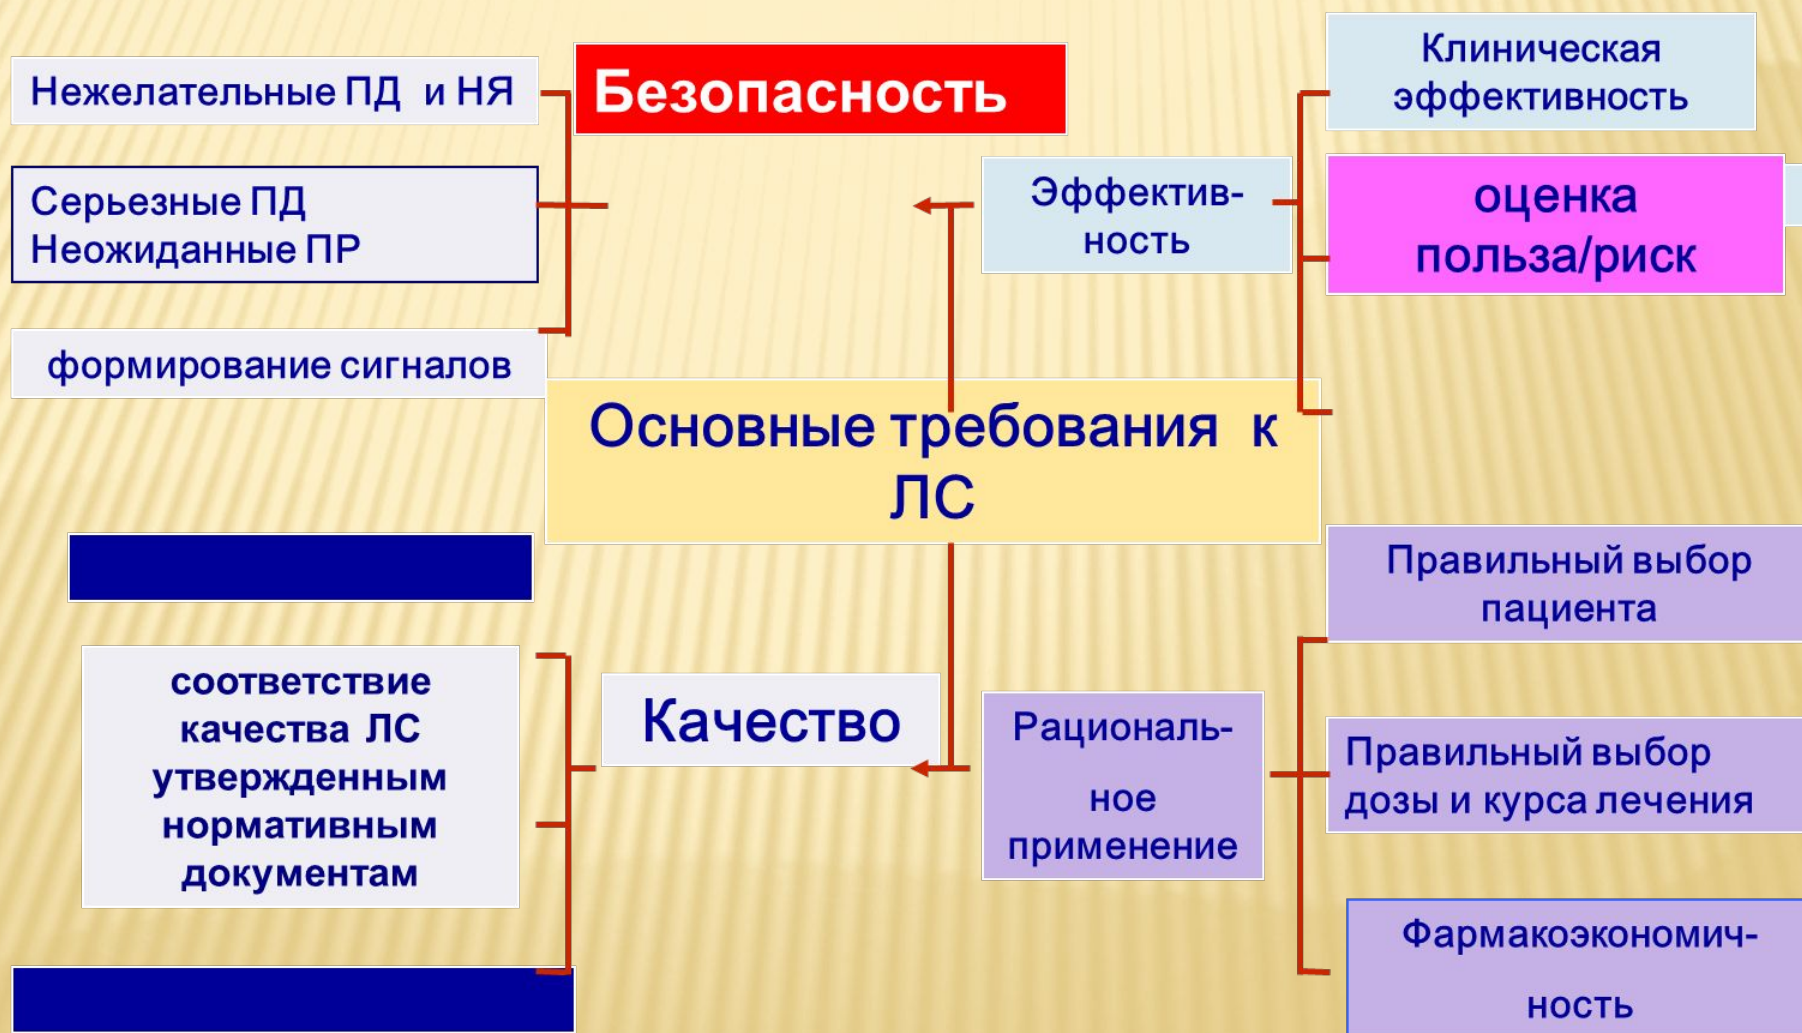 Нежелательные ПД и НЯ
Безопасность
Клиническая
эффективность
Серьезные ПД
Неожиданные ПР
Эффектив-
ность
оценка
польза/риск
формирование сигналов
Основные требования к
ЛС
Правильный выбор
пациента
соответствие
качества ЛС
утвержденным
нормативным
документам
Качество
Рациональ-
ное
применение
Правильный выбор
дозы и курса лечения
Фармакоэкономич-
ность